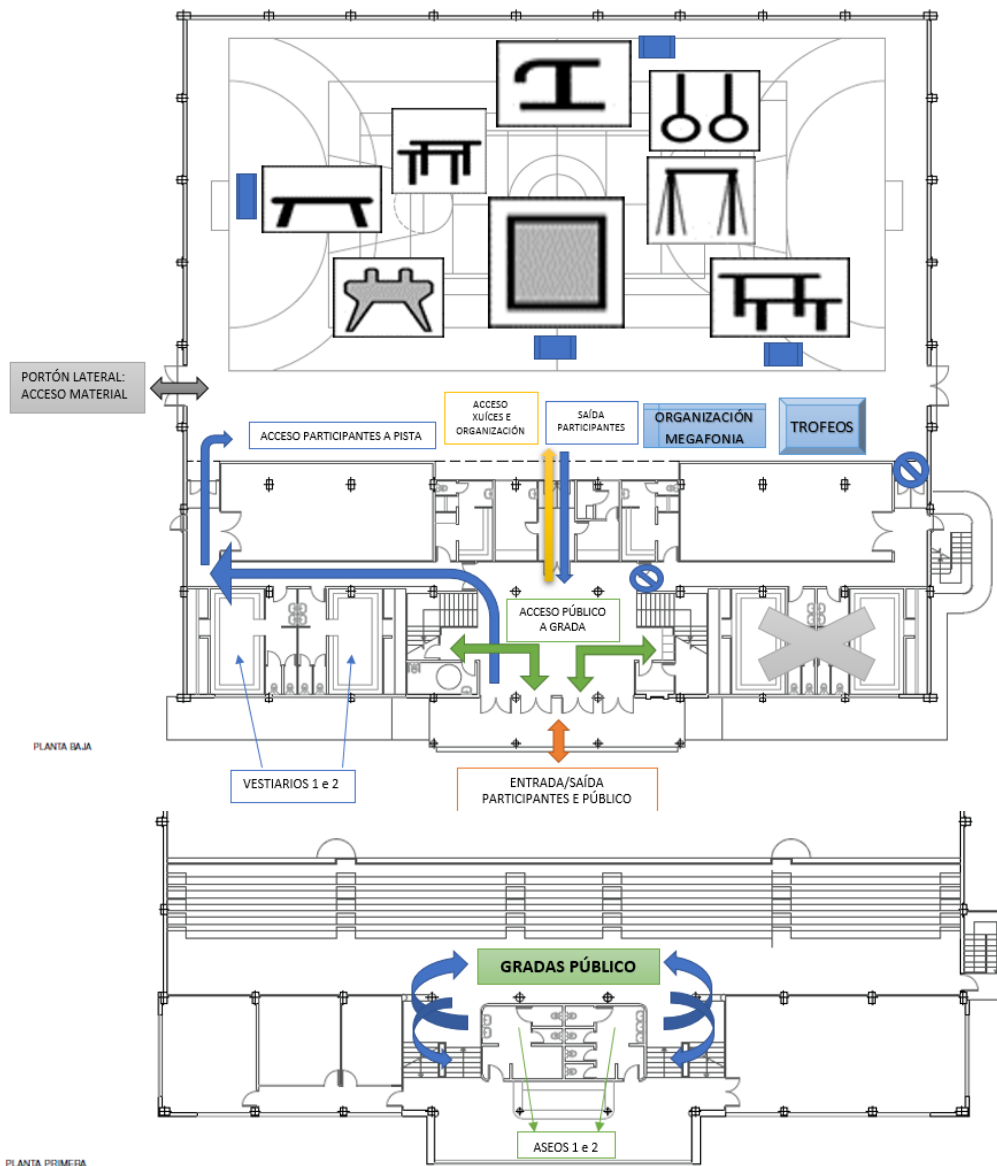 PORTÓN LATERAL:
ACCESO MATERIAL
ACCESO PARTICIPANTES A PISTA
ACCESO
XUÍCES E
ORGANIZACIÓN
SAÍDA
PARTICIPANTES
ORGANIZACIÓN
MEGAFONIA
TROFEOS
ACCESO PÚBLICO
A GRADA
PLANTA BAJA
VESTIARIOS 1 e 2
ENTRADA/SAÍDA
PARTICIPANTES E PÚBLICO
GRADAS PÚBLICO
ASEOS 1 e 2
PLANTA PRIMERA